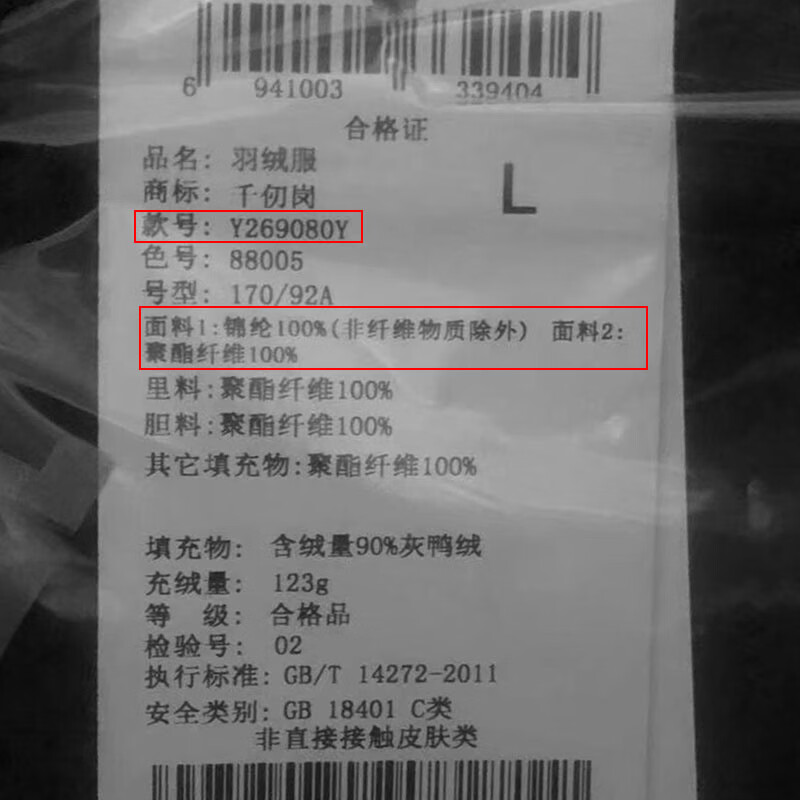 6 941003 339404
合格证
品名: 羽绒服
L
商标: 千仞岗
款号: Y269080Y
色号: 88005
号型: 170/92A
面料1:锦纶100%(非纤维物质除外) 面料2:
聚酯纤维100%
里料:聚酯纤维100%
胆料:聚酯纤维100%
其它填充物:聚酯纤维100%
填充物: 含绒量90%灰鸭绒
充绒量: 123g
等 级: 合格品
检验号: 02
执行标准: GB/T 14272-2011
安全类别: GB 18401 C类
非直接接触皮肤类